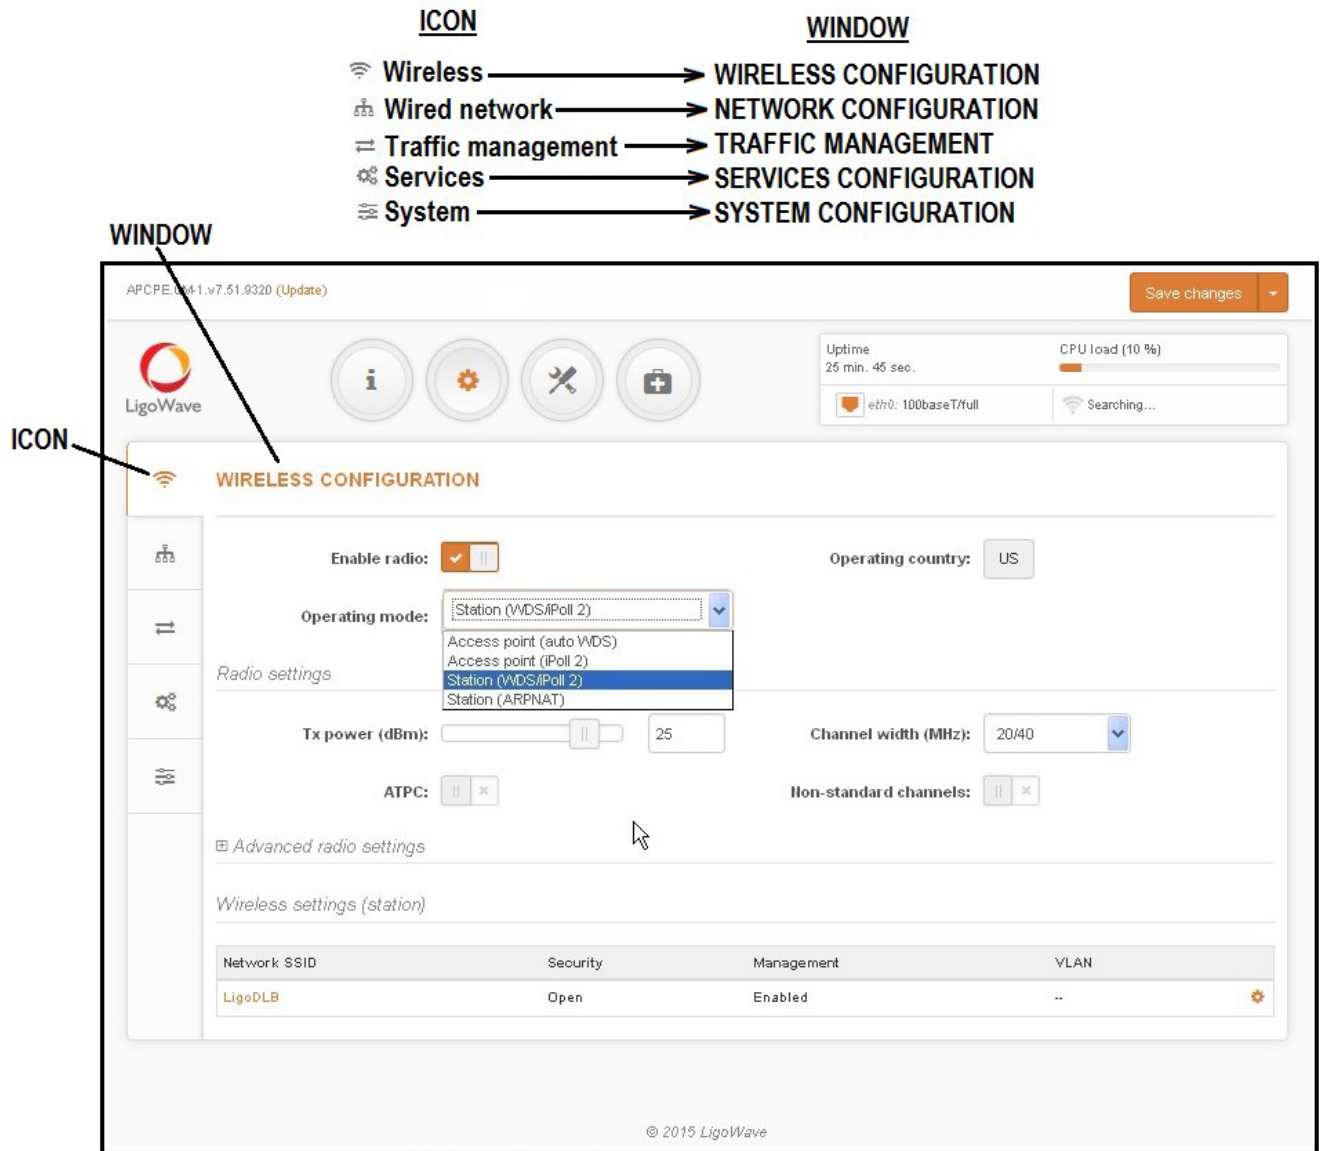 ICON WINDOW
Wireless WIRELESS CONFIGURATION
Wired network NETWORK CONFIGURATION
Traffic management TRAFFIC MANAGEMENT
Services SERVICES CONFIGURATION
System SYSTEM CONFIGURATION
WINDOW
(Update)
Save changes
Uptime CPU load (10 %)
25 min. 45 sec.
LigoWave
eth0: 100baseT/full Searching...
ICON
WIRELESS CONFIGURATION
Enable radio: Operating country: US
Operating mode: Station (WDS/iPoll 2)
Access point (auto WDS)
Access point (iPoll 2)
Radio settings
Station (WDS/iPoll 2)
Station (ARPNAT)
Tx power (dBm): 25 Channel width (MHz): 20/40
ATPC: Non-standard channels:
Advanced radio settings
Wireless settings (station)
Network SSID Security Management VLAN
LigoDLB Open Enabled --
© 2015 LigoWave